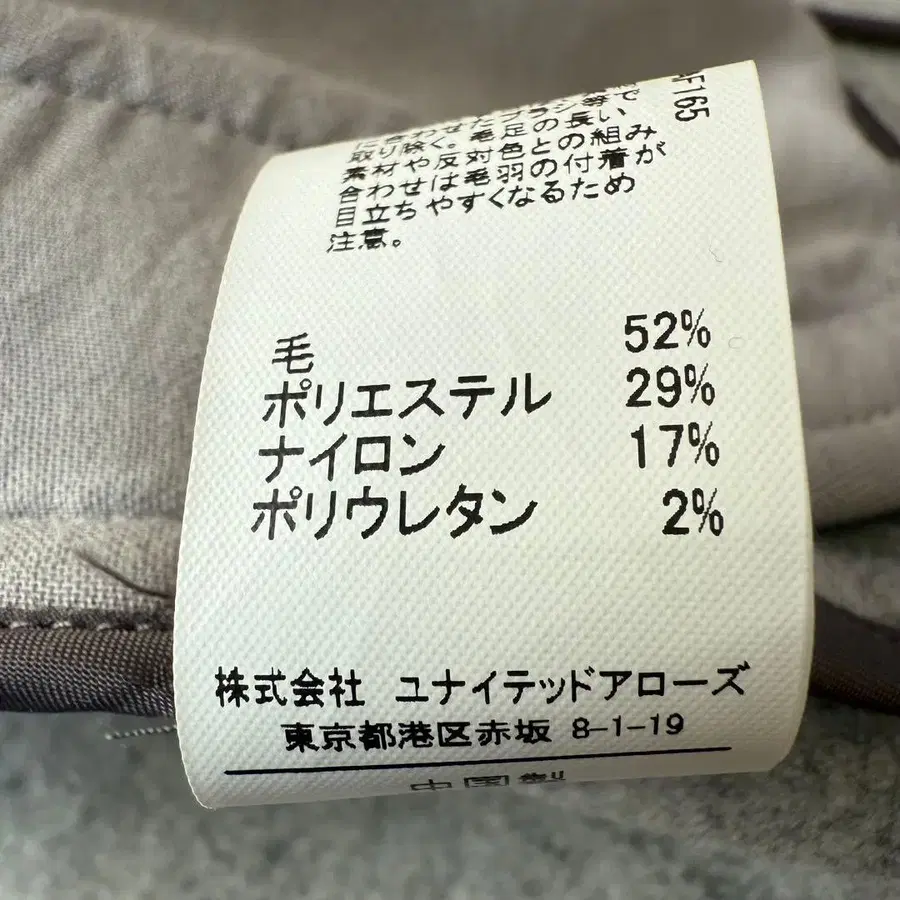 に合わせたブラシ等で
取り除く。毛足の長い
素材や反対色との組み
合わせは毛羽の付着が
目立ちやすくなるため
注意。
F165
毛 52%
ポリエステル 29%
ナイロン 17%
ポリウレタン 2%
株式会社 ユナイテッドアローズ
東京都港区赤坂 8-1-19
中国製